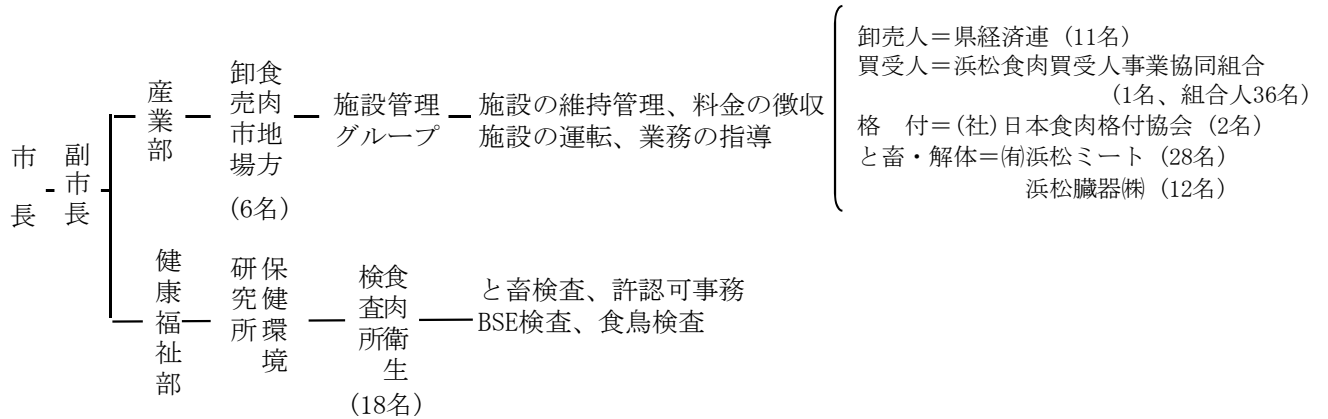 市長
副市長
産業部
食肉地方
卸売市場
(6名)
施設管理
グループ
施設の維持管理、料金の徴収
施設の運転、業務の指導
卸売人＝県経済連 (11名)
買受人＝浜松食肉買受人事業協同組合
(1名、組合人36名)
格　付＝(社)日本食肉格付協会 (2名)
と畜・解体＝㈲浜松ミート (28名)
浜松臓器㈱ (12名)
健康福祉部
保健環境
研究所
食肉衛生
検査所
(18名)
と畜検査、許認可事務
BSE検査、食鳥検査